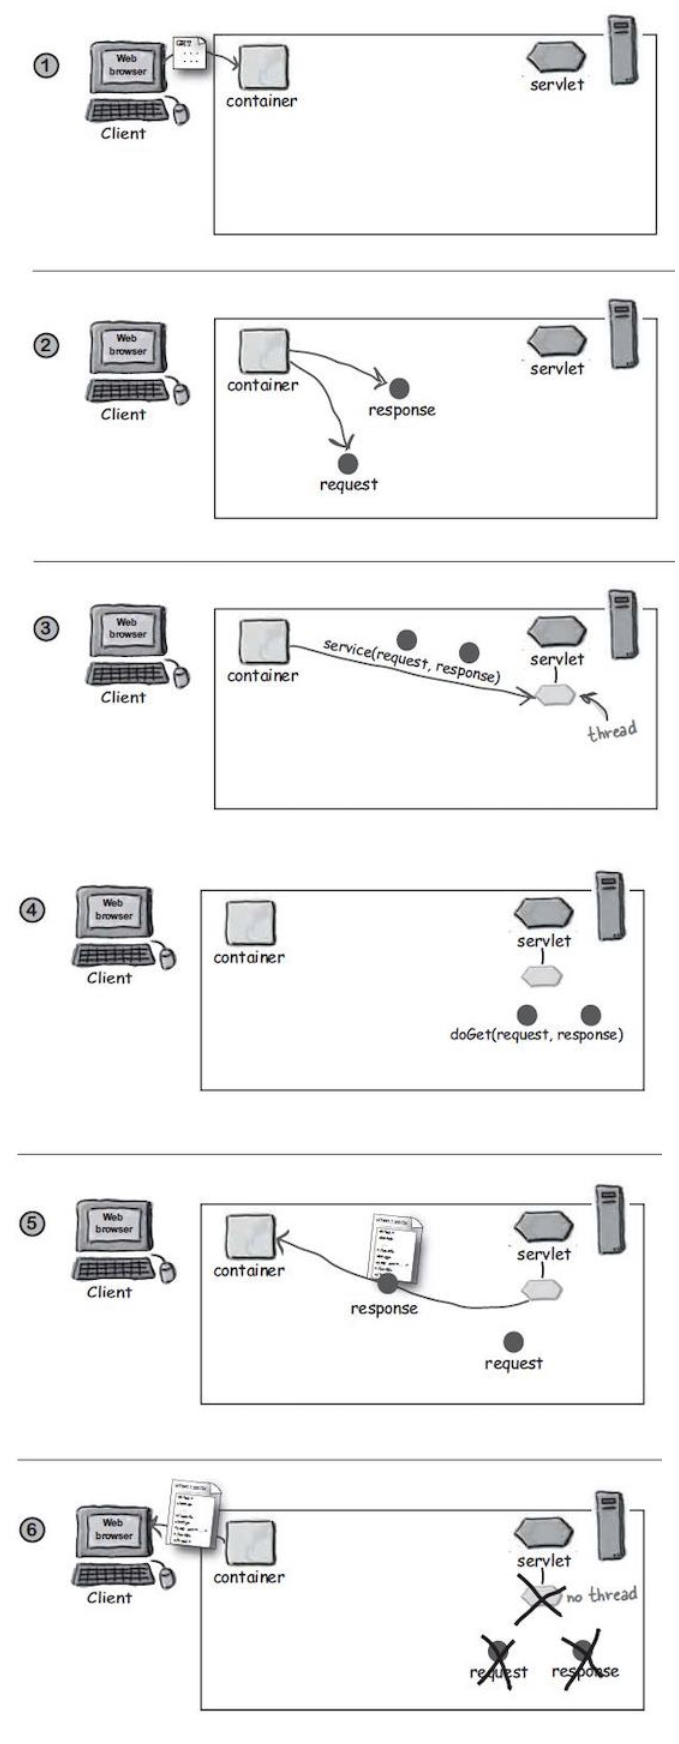 1
Web
browser
GET
container
servlet
Client
2
Web
browser
container
servlet
Client
response
request
3
Web
browser
service(request, response)
container
servlet
Client
thread
4
Web
browser
container
servlet
Client
doGet(request, response)
5
Web
browser
container
servlet
Client
response
request
6
Web
browser
container
servlet
Client
no thread
request
response